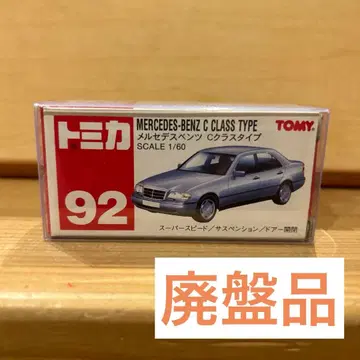 トミカ
92
MERCEDES-BENZ C CLASS TYPE
メルセデスベンツ Cクラスタイプ
SCALE 1/60
TOMY.
スーパースピード/サスペンション/ドアー開閉
廃盤品